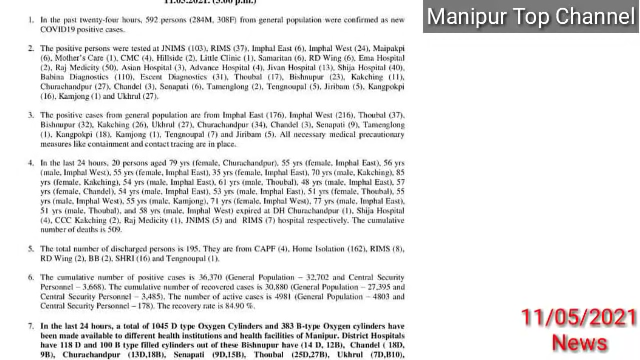 11.05.2021. (5.00 p.m.)
Manipur Top Channel
1. In the past twenty-four hours, 592 persons (284M, 308F) from general population were confirmed as new
COVID19 positive cases.
2. The positive persons were tested at JNIMS (103), RIMS (37), Imphal East (6), Imphal West (24), Maipakpi
(6), Mother's Care (1), CMC (4), Hillside (2), Little Clinic (1), Samaritan (6), RD Wing (6), Ema Hospital
(2), Raj Medicity (50), Asian Hospital (3), Advance Hospital (4), Jivan Hospital (13), Shija Hospital (40),
Babina Diagnostics (110), Escent Diagnostics (31), Thoubal (17), Bishnupur (23), Kakching (11),
Churachandpur (27), Chandel (3), Senapati (6), Tamenglong (2), Tengnoupal (5), Jiribam (5), Kangpokpi
(16), Kamjong (1) and Ukhrul (27).
3. The positive cases from general population are from Imphal East (176), Imphal West (216), Thoubal (37),
Bishnupur (32), Kakching (26), Ukhrul (27), Churachandpur (34), Chandel (3), Senapati (9), Tamenglong
(1), Kangpokpi (18), Kamjong (1), Tengnoupal (7) and Jiribam (5). All necessary medical precautionary
measures like containment and contact tracing are in place.
4. In the last 24 hours, 20 persons aged 79 yrs (female, Churachandpur), 55 yrs (female, Imphal East), 56 yrs
(male, Imphal West), 55 yrs (female, Imphal East), 35 yrs (female, Imphal East), 70 yrs (male, Kakching), 85
yrs (female, Kakching), 54 yrs (male, Imphal East), 61 yrs (male, Thoubal), 48 yrs (male, Imphal East), 57
yrs (female, Chandel), 54 yrs (male, Imphal East), 53 yrs (male, Imphal East), 51 yrs (female, Thoubal), 55
yrs (male, Imphal West), 55 yrs (male, Kamjong), 71 yrs (female, Imphal West), 77 yrs (male, Imphal East),
51 yrs (male, Thoubal), and 58 yrs (male, Imphal West) expired at DH Churachandpur (1), Shija Hospital
(4), CCC Kakching (2), Raj Medicity (1), JNIMS (5) and RIMS (7) hospital respectively. The cumulative
number of deaths is 509.
5. The total number of discharged persons is 195. They are from CAPF (4), Home Isolation (162), RIMS (8),
RD Wing (2), BB (2), SHRI (16) and Tengnoupal (1).
6. The cumulative number of positive cases is 36,370 (General Population – 32,702 and Central Security
Personnel – 3,668). The cumulative number of recovered cases is 30,880 (General Population – 27,395 and
Central Security Personnel – 3,485). The number of active cases is 4981 (General Population – 4803 and
Central Security Personnel – 178). The recovery rate is 84.90 %.
7. In the last 24 hours, a total of 1045 D type Oxygen Cylinders and 383 B-type Oxygen cylinders have
been made available to different health institutions and health facilities of Manipur. District Hospitals
have 118 D and 100 B type filled cylinders out of these Bishnupur have (14 D, 12B), Chandel ( 18D,
9B), Churachandpur (13D,18B), Senapati (9D,15B), Thoubal (25D,27B), Ukhrul (7D,B10),
11/05/2021
News